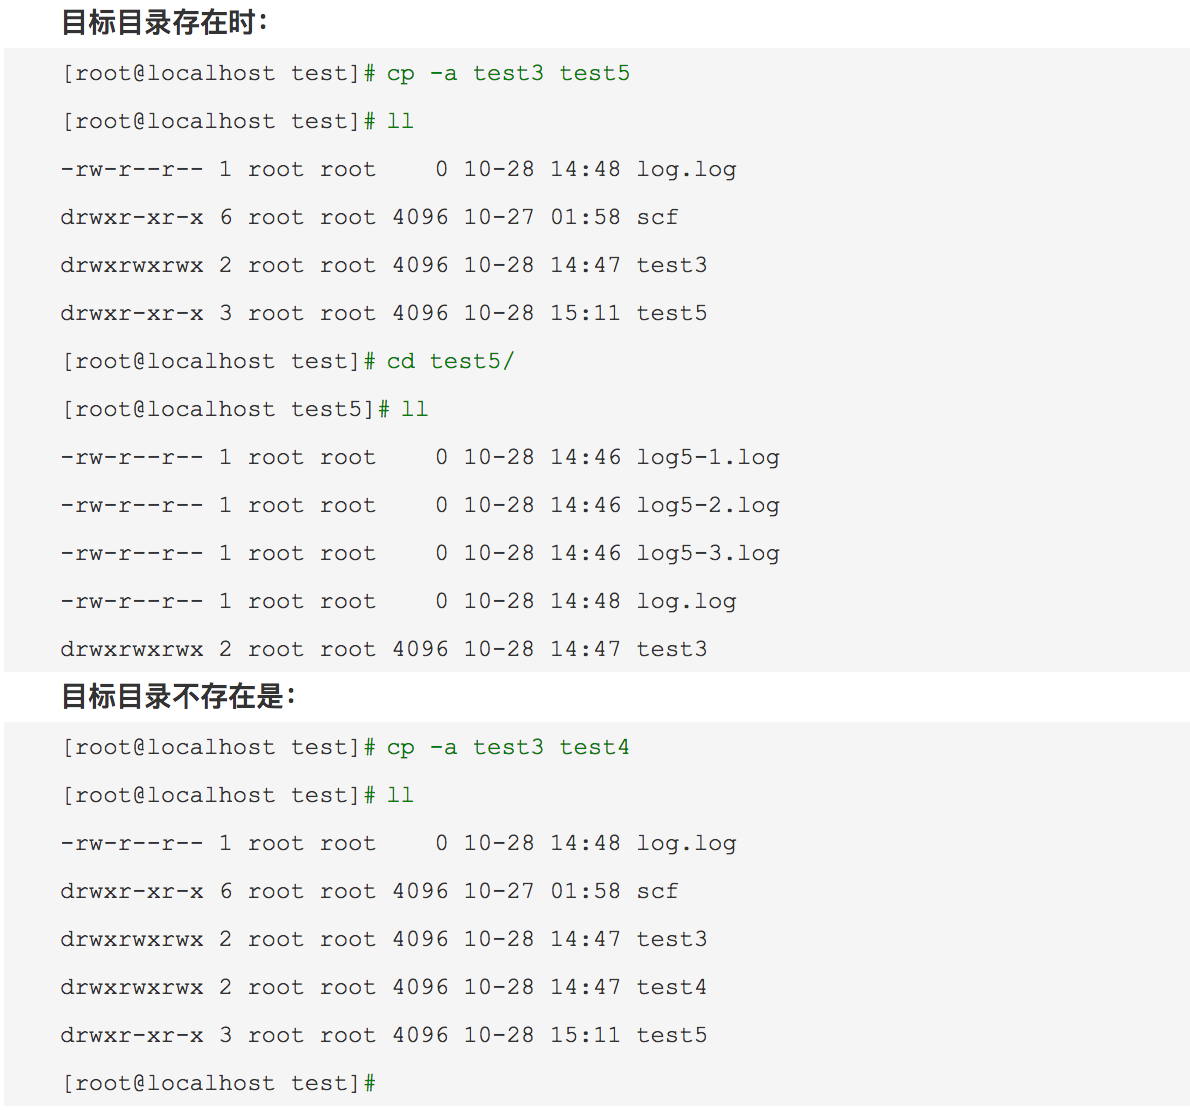 目标目录存在时：
[root@localhost test]# cp -a test3 test5
[root@localhost test]# ll
-rw-r--r-- 1 root root    0 10-28 14:48 log.log
drwxr-xr-x 6 root root 4096 10-27 01:58 scf
drwxrwxrwx 2 root root 4096 10-28 14:47 test3
drwxr-xr-x 3 root root 4096 10-28 15:11 test5
[root@localhost test]# cd test5/
[root@localhost test5]# ll
-rw-r--r-- 1 root root    0 10-28 14:46 log5-1.log
-rw-r--r-- 1 root root    0 10-28 14:46 log5-2.log
-rw-r--r-- 1 root root    0 10-28 14:46 log5-3.log
-rw-r--r-- 1 root root    0 10-28 14:48 log.log
drwxrwxrwx 2 root root 4096 10-28 14:47 test3
目标目录不存在是：
[root@localhost test]# cp -a test3 test4
[root@localhost test]# ll
-rw-r--r-- 1 root root    0 10-28 14:48 log.log
drwxr-xr-x 6 root root 4096 10-27 01:58 scf
drwxrwxrwx 2 root root 4096 10-28 14:47 test3
drwxrwxrwx 2 root root 4096 10-28 14:47 test4
drwxr-xr-x 3 root root 4096 10-28 15:11 test5
[root@localhost test]#